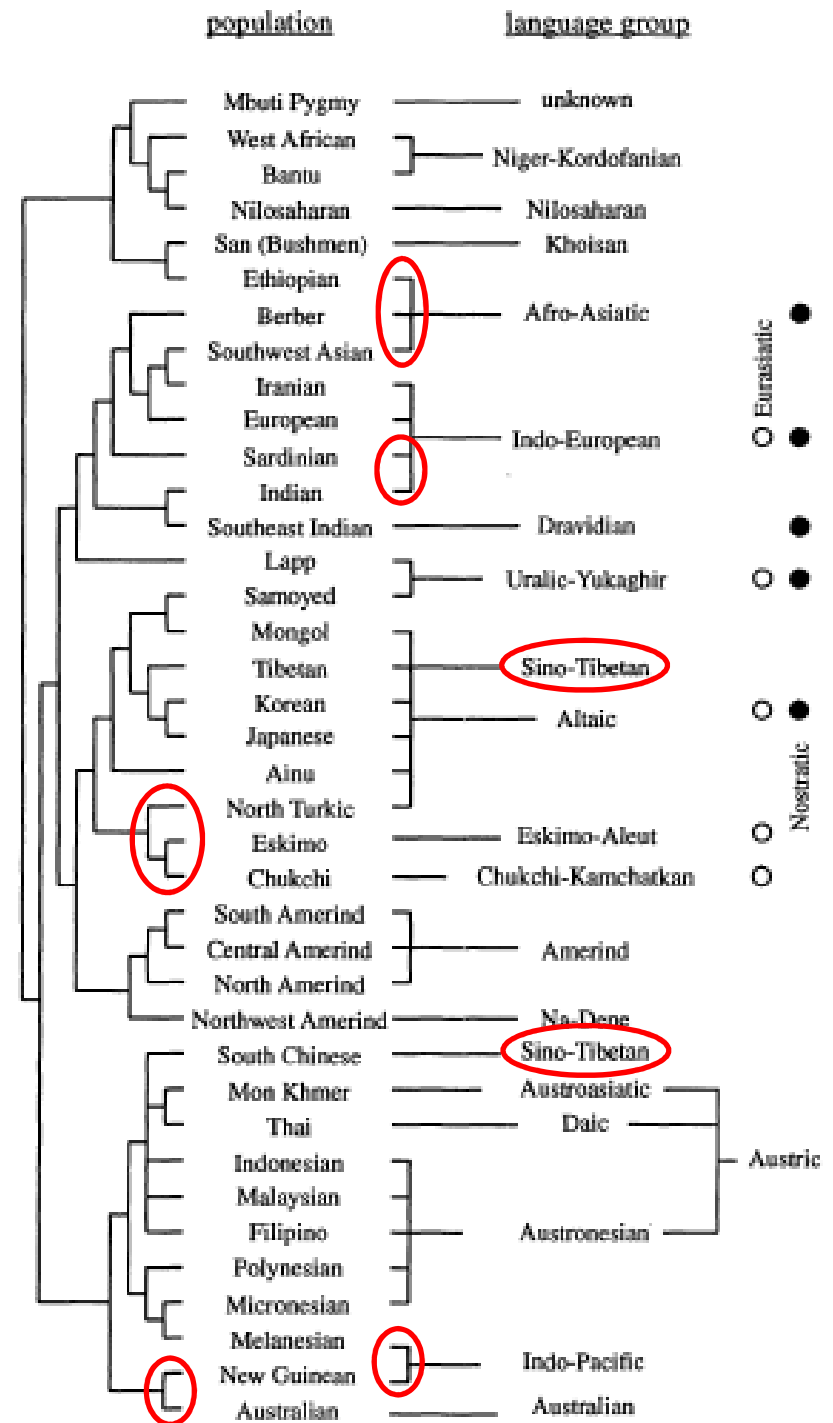 population language group
Mbuti Pygmy unknown
West African
Niger-Kordofanian
Bantu
Nilosaharan Nilosaharan
San (Bushmen) Khoisan
Ethiopian
Berber Afro-Asiatic
Southwest Asian
Eurasiatic
Iranian
European
Indo-European
Sardinian
Indian
Southeast Indian Dravidian
Lapp
Uralic-Yukaghir
Samoyed
Mongol
Tibetan Sino-Tibetan
Korean
Altaic
Japanese
Ainu
Nostratic
North Turkic
Eskimo Eskimo-Aleut
Chukchi Chukchi-Kamchatkan
South Amerind
Central Amerind Amerind
North Amerind
Northwest Amerind Na-Dene
South Chinese Sino-Tibetan
Mon Khmer Austroasiatic
Thai Daic
Indonesian Austric
Malaysian
Filipino Austronesian
Polynesian
Micronesian
Melanesian
Indo-Pacific
New Guinean
Australian Australian